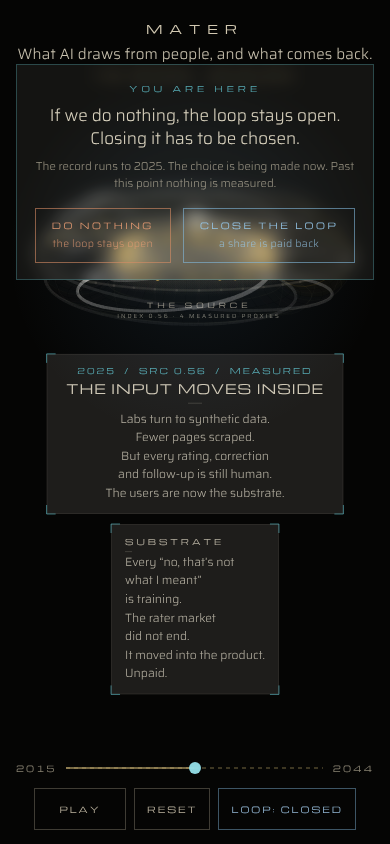 MATER
What AI draws from people, and what comes back.
YOU ARE HERE
If we do nothing, the loop stays open.
Closing it has to be chosen.
The record runs to 2025. The choice is being made now. Past
this point nothing is measured.
DO NOTHING
the loop stays open
CLOSE THE LOOP
a share is paid back
THE SOURCE
INDEX 0.56 · 4 MEASURED PROXIES
2025 / SRC 0.56 / MEASURED
THE INPUT MOVES INSIDE
Labs turn to synthetic data.
Fewer pages scraped.
But every rating, correction
and follow-up is still human.
The users are now the substrate.
SUBSTRATE
Every “no, that’s not
what I meant”
is training.
The rater market
did not end.
It moved into the product.
Unpaid.
2015
2044
PLAY
RESET
LOOP: CLOSED